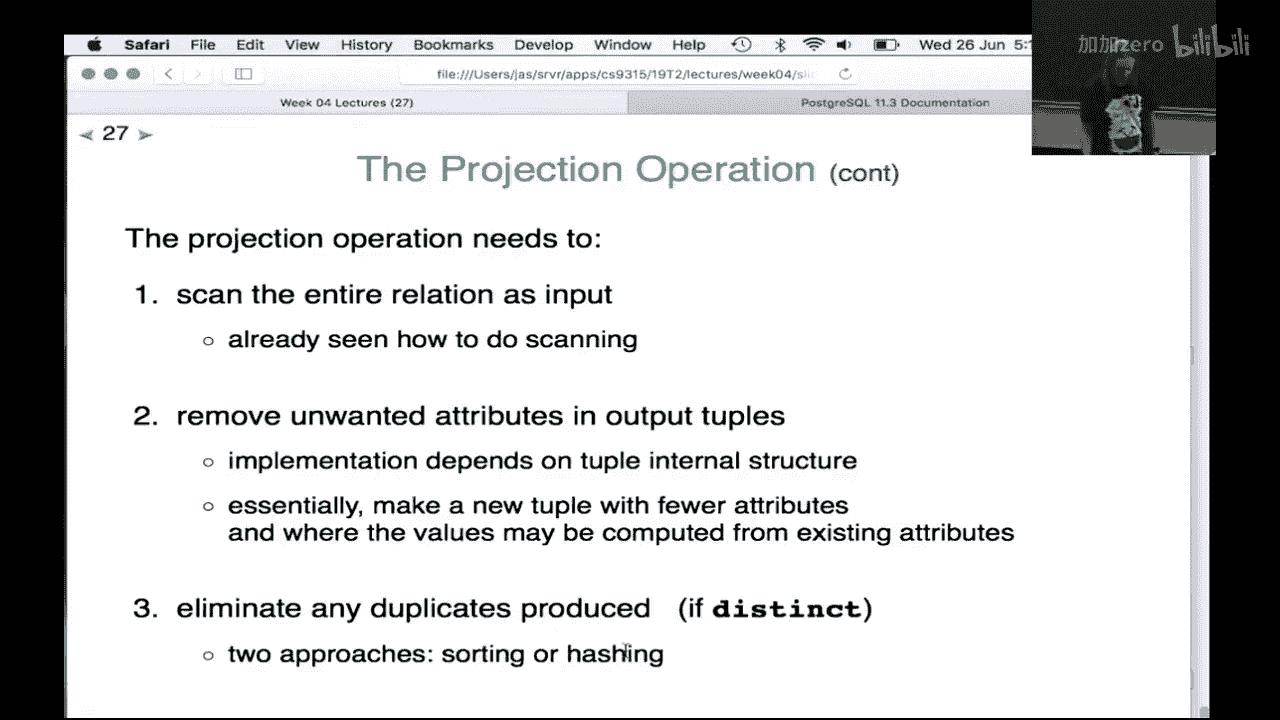 Safari File Edit View History Bookmarks Develop Window Help Wed 26 Jun 5:1
加加zero bilibili
file:///Users/jas/srvr/apps/cs9315/19T2/lectures/week04/sli
Week 04 Lectures (27) PostgreSQL 11.3 Documentation
27
The Projection Operation (cont)
The projection operation needs to:
1. scan the entire relation as input
○ already seen how to do scanning
2. remove unwanted attributes in output tuples
○ implementation depends on tuple internal structure
○ essentially, make a new tuple with fewer attributes
and where the values may be computed from existing attributes
3. eliminate any duplicates produced (if distinct)
○ two approaches: sorting or hashing